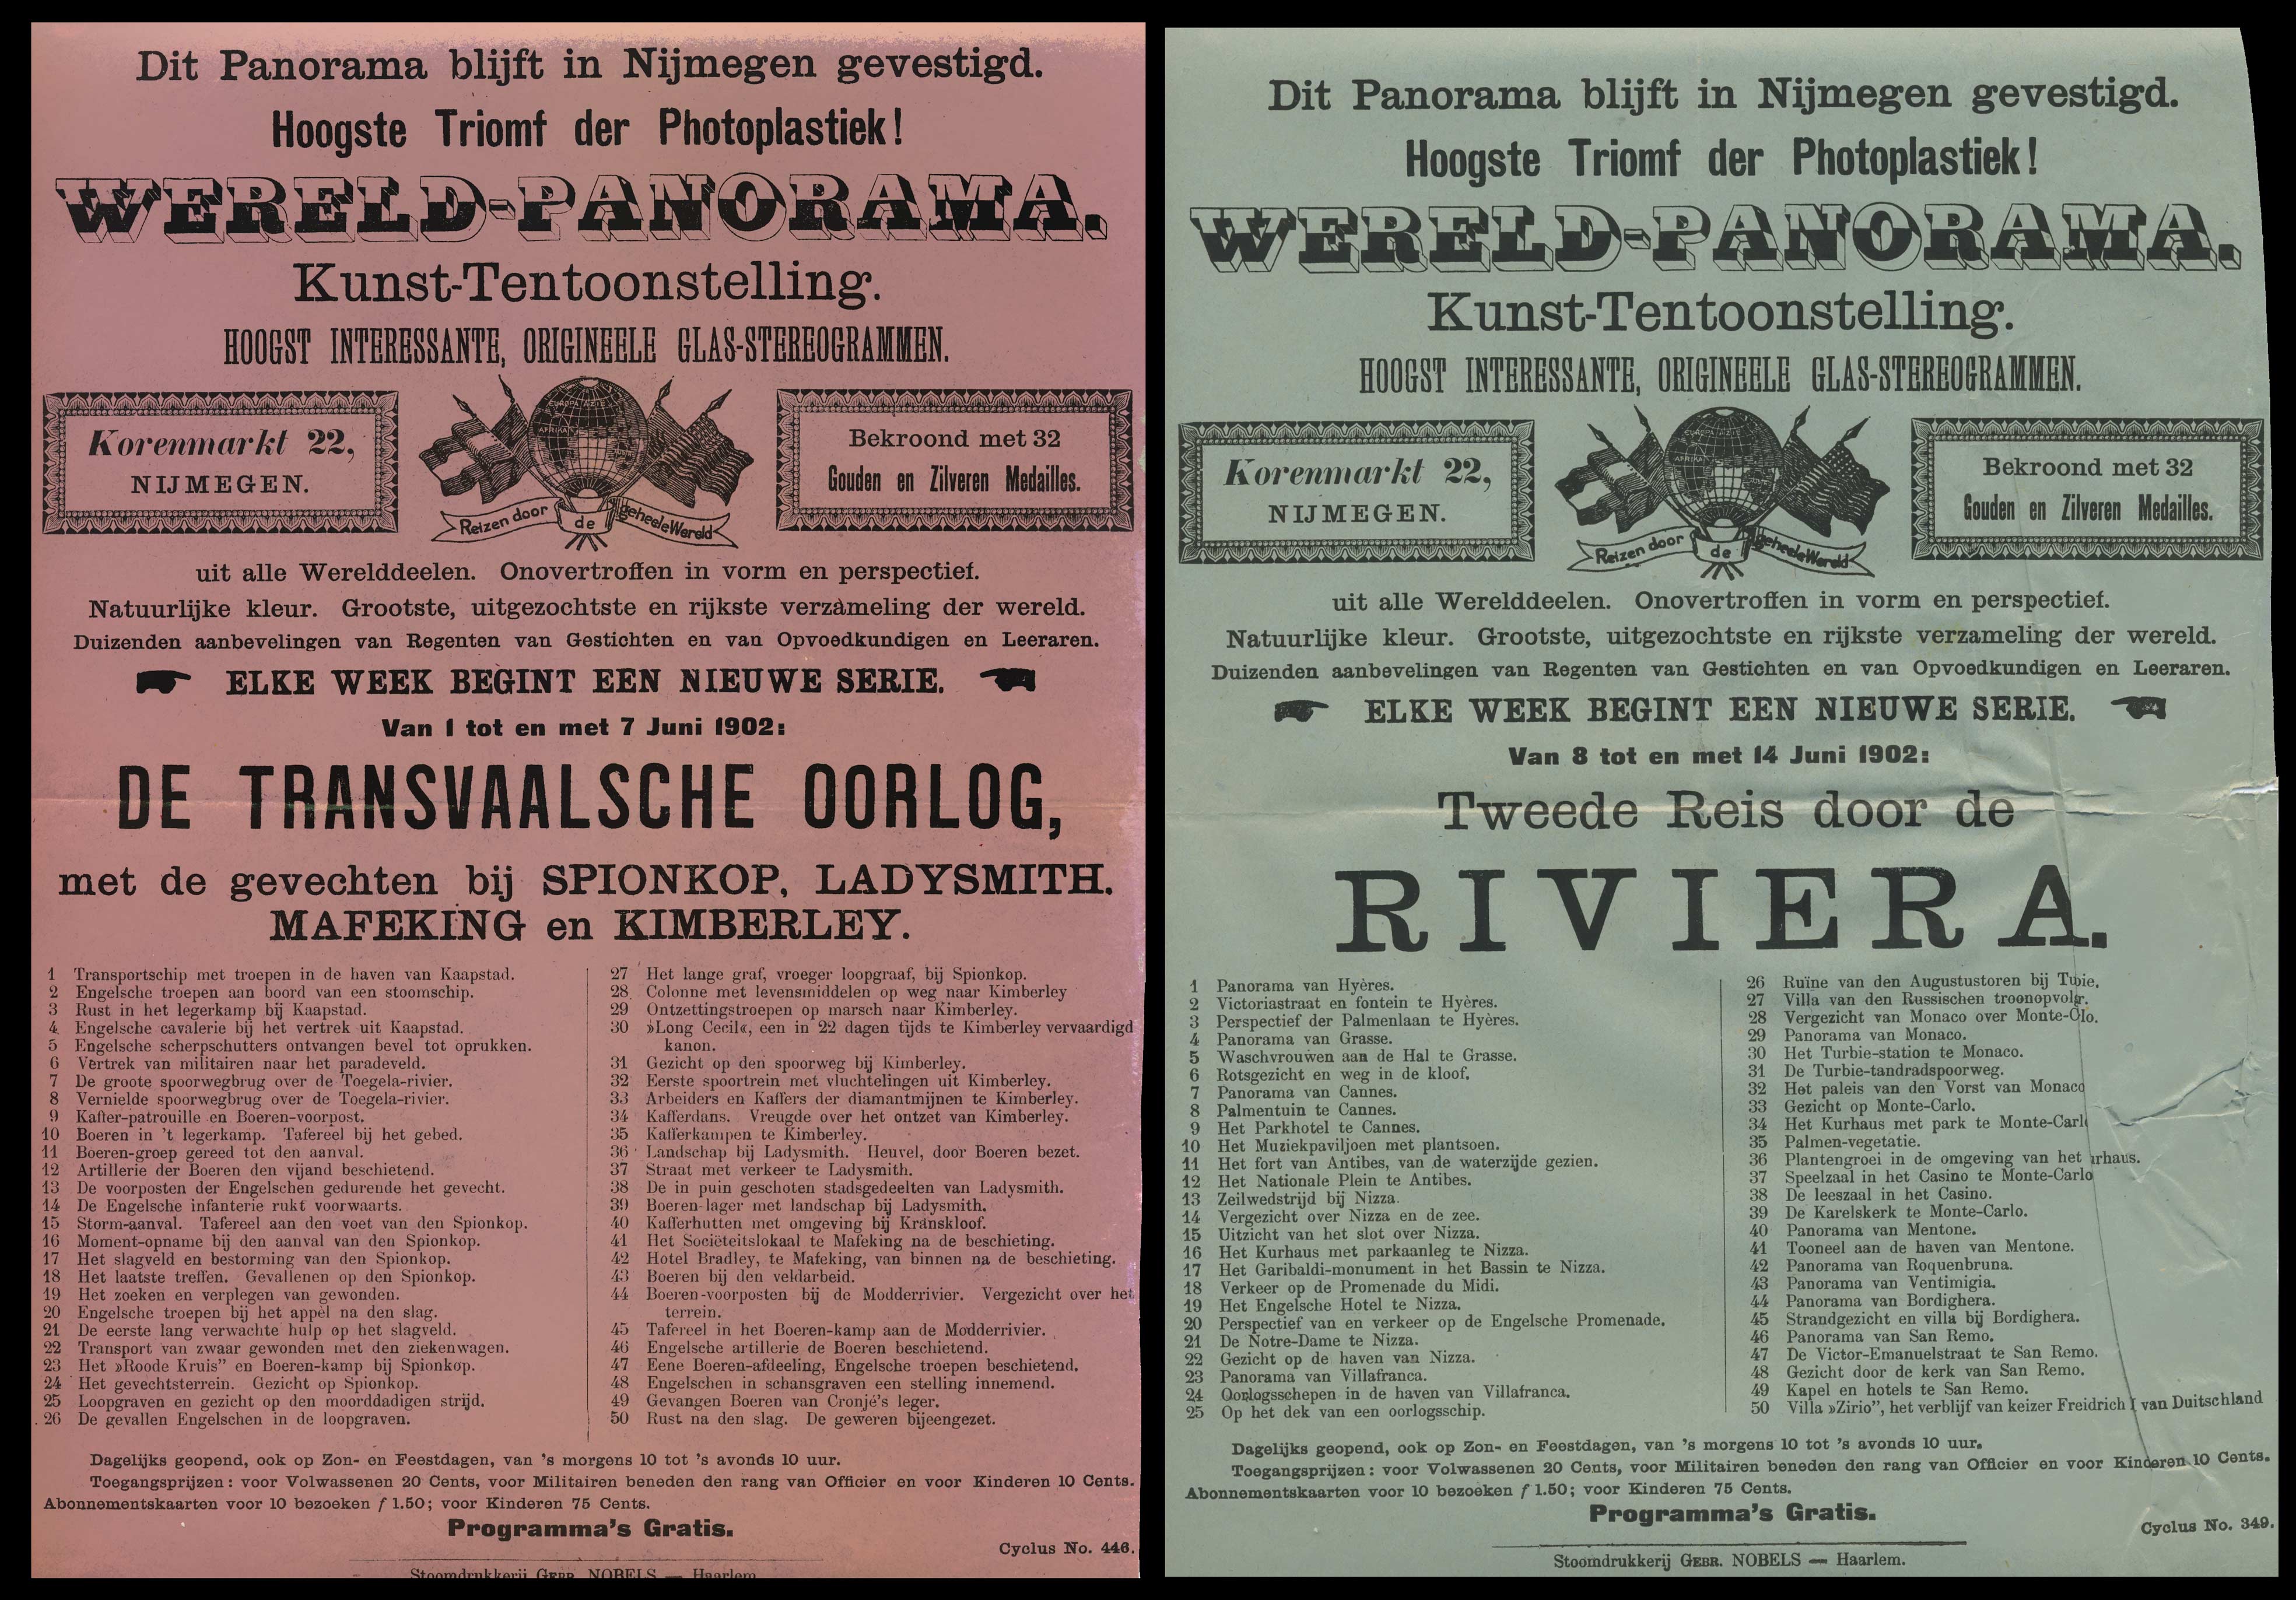 Dit Panorama blijft in Nijmegen gevestigd.
Hoogste Triomf der Photoplastiek!
WERELD-PANORAMA.
Kunst-Tentoonstelling.
HOOGST INTERESSANTE, ORIGINEELE GLAS-STEREOGRAMMEN.
Korenmarkt 22,
NIJMEGEN.
EUROPA AZIE
AFRIKA
Reizen door de geheele Wereld
Bekroond met 32
Gouden en Zilveren Medailles.
uit alle Werelddeelen. Onovertroffen in vorm en perspectief.
Natuurlijke kleur. Grootste, uitgezochtste en rijkste verzameling der wereld.
Duizenden aanbevelingen van Regenten van Gestichten en van Opvoedkundigen en Leeraren.
ELKE WEEK BEGINT EEN NIEUWE SERIE.
Van 1 tot en met 7 Juni 1902:
DE TRANSVAALSCHE OORLOG,
met de gevechten bij SPIONKOP, LADYSMITH.
MAFEKING en KIMBERLEY.
1 Transportschip met troepen in de haven van Kaapstad.
2 Engelsche troepen aan boord van een stoomschip.
3 Rust in het legerkamp bij Kaapstad.
4 Engelsche cavalerie bij het vertrek uit Kaapstad.
5 Engelsche scherpschutters ontvangen bevel tot oprukken.
6 Vertrek van militairen naar het paradeveld.
7 De groote spoorwegbrug over de Toegela-rivier.
8 Vernielde spoorwegbrug over de Toegela-rivier.
9 Kaffer-patrouille en Boeren-voorpost.
10 Boeren in 't legerkamp. Tafereel bij het gebed.
11 Boeren-groep gereed tot den aanval.
12 Artillerie der Boeren den vijand beschietend.
13 De voorposten der Engelschen gedurende het gevecht.
14 De Engelsche infanterie rukt voorwaarts.
15 Storm-aanval. Tafereel aan den voet van den Spionkop.
16 Moment-opname bij den aanval van den Spionkop.
17 Het slagveld en bestorming van den Spionkop.
18 Het laatste treffen. Gevallenen op den Spionkop.
19 Het zoeken en verplegen van gewonden.
20 Engelsche troepen bij het appèl na den slag.
21 De eerste lang verwachte hulp op het slagveld.
22 Transport van zwaar gewonden met den ziekenwagen.
23 Het »Roode Kruis” en Boeren-kamp bij Spionkop.
24 Het gevechtsterrein. Gezicht op Spionkop.
25 Loopgraven en gezicht op den moorddadigen strijd.
26 De gevallen Engelschen in de loopgraven.
27 Het lange graf, vroeger loopgraaf, bij Spionkop.
28 Colonne met levensmiddelen op weg naar Kimberley
29 Ontzettingstroepen op marsch naar Kimberley.
30 »Long Cecil«, een in 22 dagen tijds te Kimberley vervaardigd
kanon.
31 Gezicht op den spoorweg bij Kimberley.
32 Eerste spoortrein met vluchtelingen uit Kimberley.
33 Arbeiders en Kaffers der diamantmijnen te Kimberley.
34 Kafferdans. Vreugde over het ontzet van Kimberley.
35 Kafferkampen te Kimberley.
36 Landschap bij Ladysmith. Heuvel, door Boeren bezet.
37 Straat met verkeer te Ladysmith.
38 De in puin geschoten stadsgedeelten van Ladysmith.
39 Boeren-lager met landschap bij Ladysmith.
40 Kafferhutten met omgeving bij Kranskloof.
41 Het Sociëteitslokaal te Mafeking na de beschieting.
42 Hotel Bradley, te Mafeking, van binnen na de beschieting.
43 Boeren bij den veldarbeid.
44 Boeren-voorposten bij de Modderrivier. Vergezicht over het
terrein.
45 Tafereel in het Boeren-kamp aan de Modderrivier.
46 Engelsche artillerie de Boeren beschietend.
47 Eene Boeren-afdeeling, Engelsche troepen beschietend.
48 Engelschen in schansgraven een stelling innemend.
49 Gevangen Boeren van Cronjé's leger.
50 Rust na den slag. De geweren bijeengezet.
Dagelijks geopend, ook op Zon- en Feestdagen, van 's morgens 10 tot 's avonds 10 uur.
Toegangsprijzen: voor Volwassenen 20 Cents, voor Militairen beneden den rang van Officier en voor Kinderen 10 Cents.
Abonnementskaarten voor 10 bezoeken f 1.50; voor Kinderen 75 Cents.
Programma's Gratis.
Cyclus No. 446.
Stoomdrukkerij GEBR. NOBELS — Haarlem
Dit Panorama blijft in Nijmegen gevestigd.
Hoogste Triomf der Photoplastiek!
WERELD-PANORAMA.
Kunst-Tentoonstelling.
HOOGST INTERESSANTE, ORIGINEELE GLAS-STEREOGRAMMEN.
Korenmarkt 22,
NIJMEGEN.
EUROPA AZIE
AFRIKA
Reizen door de geheele Wereld
Bekroond met 32
Gouden en Zilveren Medailles.
uit alle Werelddeelen. Onovertroffen in vorm en perspectief.
Natuurlijke kleur. Grootste, uitgezochtste en rijkste verzameling der wereld.
Duizenden aanbevelingen van Regenten van Gestichten en van Opvoedkundigen en Leeraren.
ELKE WEEK BEGINT EEN NIEUWE SERIE.
Van 8 tot en met 14 Juni 1902:
Tweede Reis door de
RIVIERA.
1 Panorama van Hyères.
2 Victoriastraat en fontein te Hyères.
3 Perspectief der Palmenlaan te Hyères.
4 Panorama van Grasse.
5 Waschvrouwen aan de Hal te Grasse.
6 Rotsgezicht en weg in de kloof.
7 Panorama van Cannes.
8 Palmentuin te Cannes.
9 Het Parkhotel te Cannes.
10 Het Muziekpaviljoen met plantsoen.
11 Het fort van Antibes, van de waterzijde gezien.
12 Het Nationale Plein te Antibes.
13 Zeilwedstrijd bij Nizza.
14 Vergezicht over Nizza en de zee.
15 Uitzicht van het slot over Nizza.
16 Het Kurhaus met parkaanleg te Nizza.
17 Het Garibaldi-monument in het Bassin te Nizza.
18 Verkeer op de Promenade du Midi.
19 Het Engelsche Hotel te Nizza.
20 Perspectief van en verkeer op de Engelsche Promenade.
21 De Notre-Dame te Nizza.
22 Gezicht op de haven van Nizza.
23 Panorama van Villafranca.
24 Oorlogsschepen in de haven van Villafranca.
25 Op het dek van een oorlogsschip.
26 Ruïne van den Augustustoren bij
27 Villa van den Russischen
28 Vergezicht van Monaco over
29 Panorama van Monaco.
30 Het Turbie-station te Monaco.
31 De Turbie-tandradspoorweg.
32 Het paleis van den Vorst van Monaco
33 Gezicht op Monte-Carlo.
34 Het Kurhaus met park te Monte-Carl
35 Palmen-vegetatie.
36 Plantengroei in de omgeving van het
37 Speelzaal in het Casino te Monte-Carlo
38 De leeszaal in het Casino.
39 De Karelskerk te Monte-Carlo.
40 Panorama van Mentone.
41 Tooneel aan de haven van Mentone.
42 Panorama van Roquenbruna.
43 Panorama van Ventimigia.
44 Panorama van Bordighera.
45 Strandgezicht en villa bij Bordighera.
46 Panorama van San Remo.
47 De Victor-Emanuelstraat te San Remo.
48 Gezicht door de kerk van San Remo.
49 Kapel en hotels te San Remo.
50 Villa »Zirio”, het verblijf van keizer Freidrich I van Duitschland
Dagelijks geopend, ook op Zon- en Feestdagen, van 's morgens 10 tot 's avonds 10 uur.
Toegangsprijzen: voor Volwassenen 20 Cents, voor Militairen beneden den rang van Officier en voor Kinderen 10 Cents.
Abonnementskaarten voor 10 bezoeken f 1.50; voor Kinderen 75 Cents.
Programma's Gratis.
Cyclus No. 349.
Stoomdrukkerij GEBR. NOBELS — Haarlem.